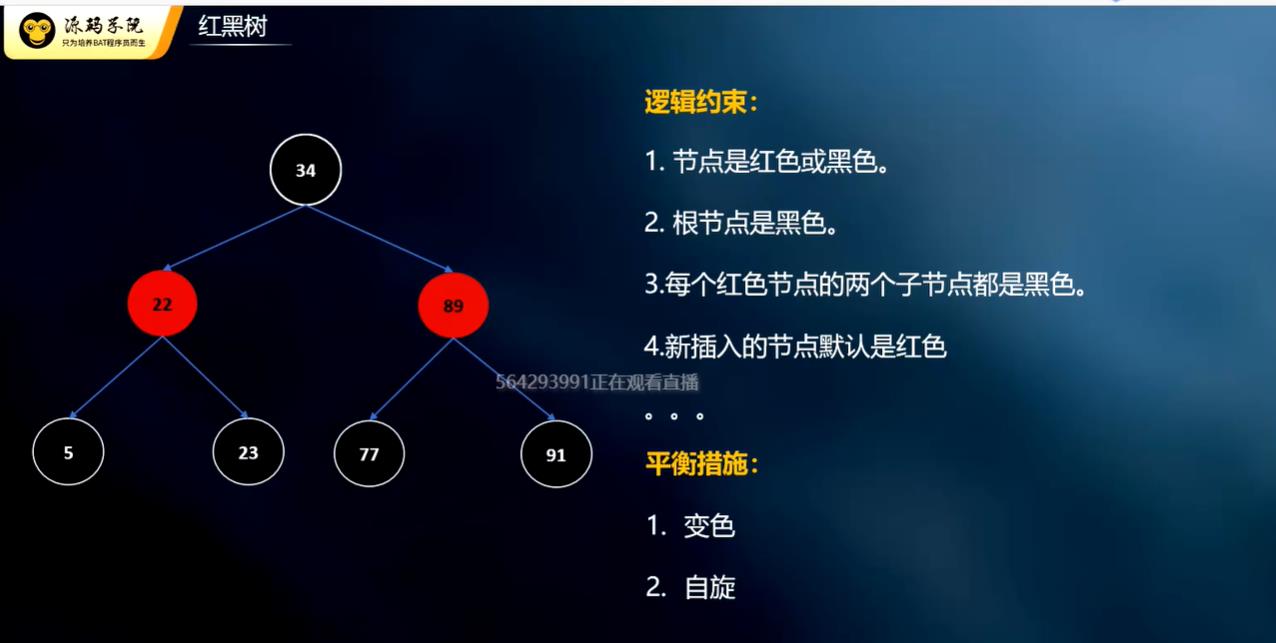 源码学院
只为培养BAT程序员而生
红黑树
34
22
89
5
23
77
91
逻辑约束：
1. 节点是红色或黑色。
2. 根节点是黑色。
3.每个红色节点的两个子节点都是黑色。
4.新插入的节点默认是红色
564293991正在观看直播
。。。
平衡措施：
1. 变色
2. 自旋